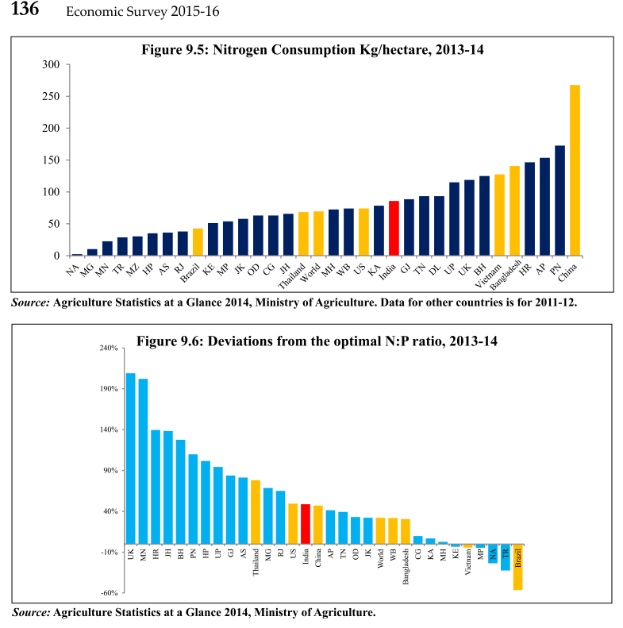 136 Economic Survey 2015-16
Figure 9.5: Nitrogen Consumption Kg/hectare, 2013-14
300
250
200
150
100
50
0
NA MG MN TR MZ HP AS RJ Brazil KE MP JK OD CG JH Thailand World MH WB US KA India GJ TN DL UP UK BH Vietnam Bangladesh HR AP PN China
Source: Agriculture Statistics at a Glance 2014, Ministry of Agriculture. Data for other countries is for 2011-12.
Figure 9.6: Deviations from the optimal N:P ratio, 2013-14
240%
190%
140%
90%
40%
-10%
-60%
UK MN HR JH BH PN HP UP GJ AS Thailand MG RJ US India China AP TN OD JK World WB Bangladesh CG KA MH KE Vietnam MP NA TR Brazil
Source: Agriculture Statistics at a Glance 2014, Ministry of Agriculture.